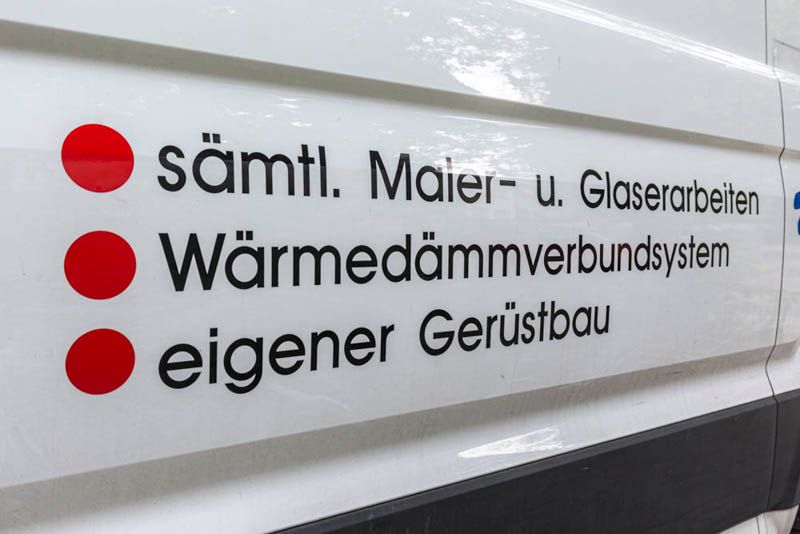 sämtl. Maler- u. Glaserarbeiten
Wärmedämmverbundsystem
eigener Gerüstbau